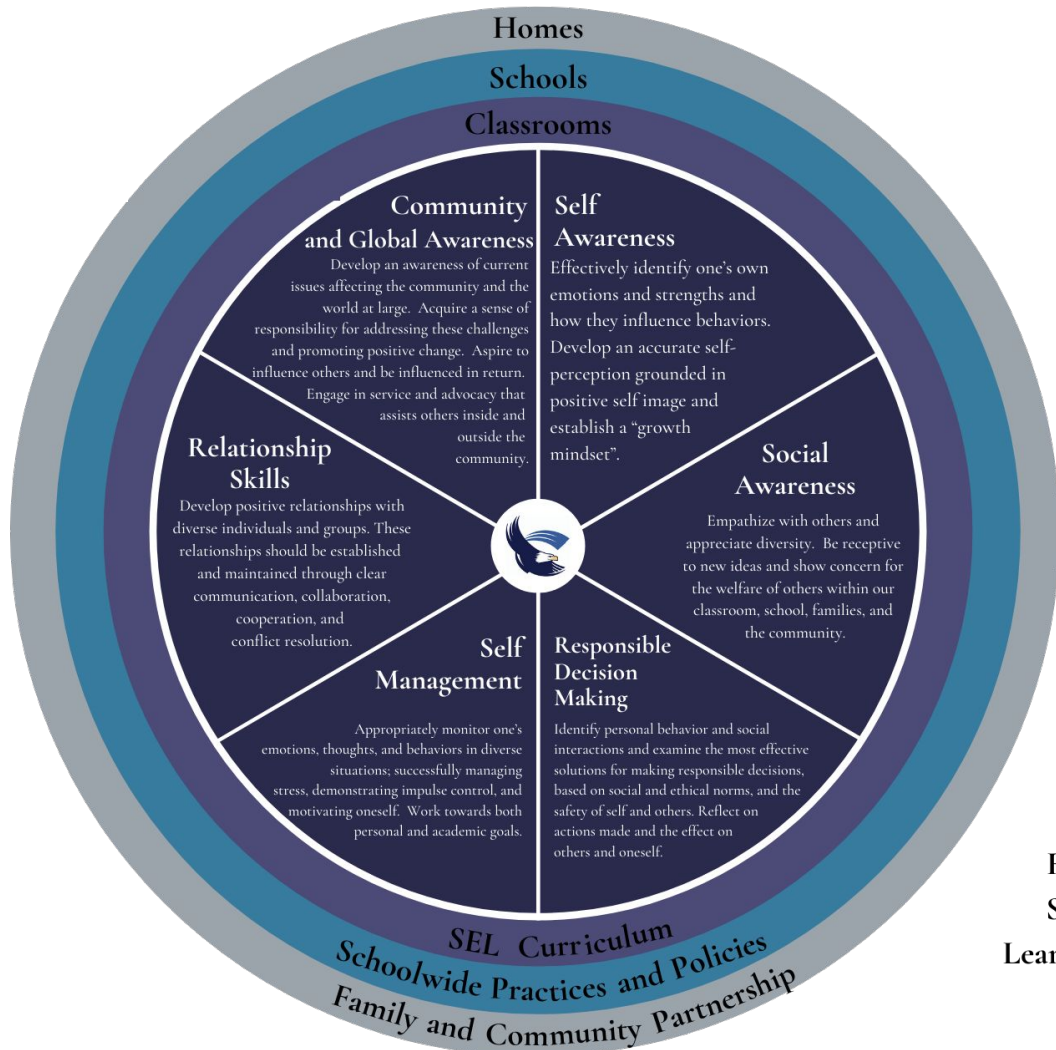 Homes
Schools
Classrooms
Community
and Global Awareness
Develop an awareness of current
issues affecting the community and the
world at large. Acquire a sense of
responsibility for addressing these challenges
and promoting positive change. Aspire to
influence others and be influenced in return.
Engage in service and advocacy that
assists others inside and
outside the
community.
Self
Awareness
Effectively identify one's own
emotions and strengths and
how they influence behaviors.
Develop an accurate self-
perception grounded in
positive self image and
establish a “growth
mindset”.
Relationship
Skills
Develop positive relationships with
diverse individuals and groups. These
relationships should be established
and maintained through clear
communication, collaboration,
cooperation, and
conflict resolution.
Social
Awareness
Empathize with others and
appreciate diversity. Be receptive
to new ideas and show concern for
the welfare of others within our
classroom, school, families, and
the community.
Self
Management
Appropriately monitor one's
emotions, thoughts, and behaviors in diverse
situations; successfully managing
stress, demonstrating impulse control, and
motivating oneself. Work towards both
personal and academic goals.
Responsible
Decision
Making
Identify personal behavior and social
interactions and examine the most effective
solutions for making responsible decisions,
based on social and ethical norms, and the
safety of self and others. Reflect on
actions made and the effect on
others and oneself.
SEL Curriculum
Schoolwide Practices and Policies
Family and Community Partnership
S
Lear